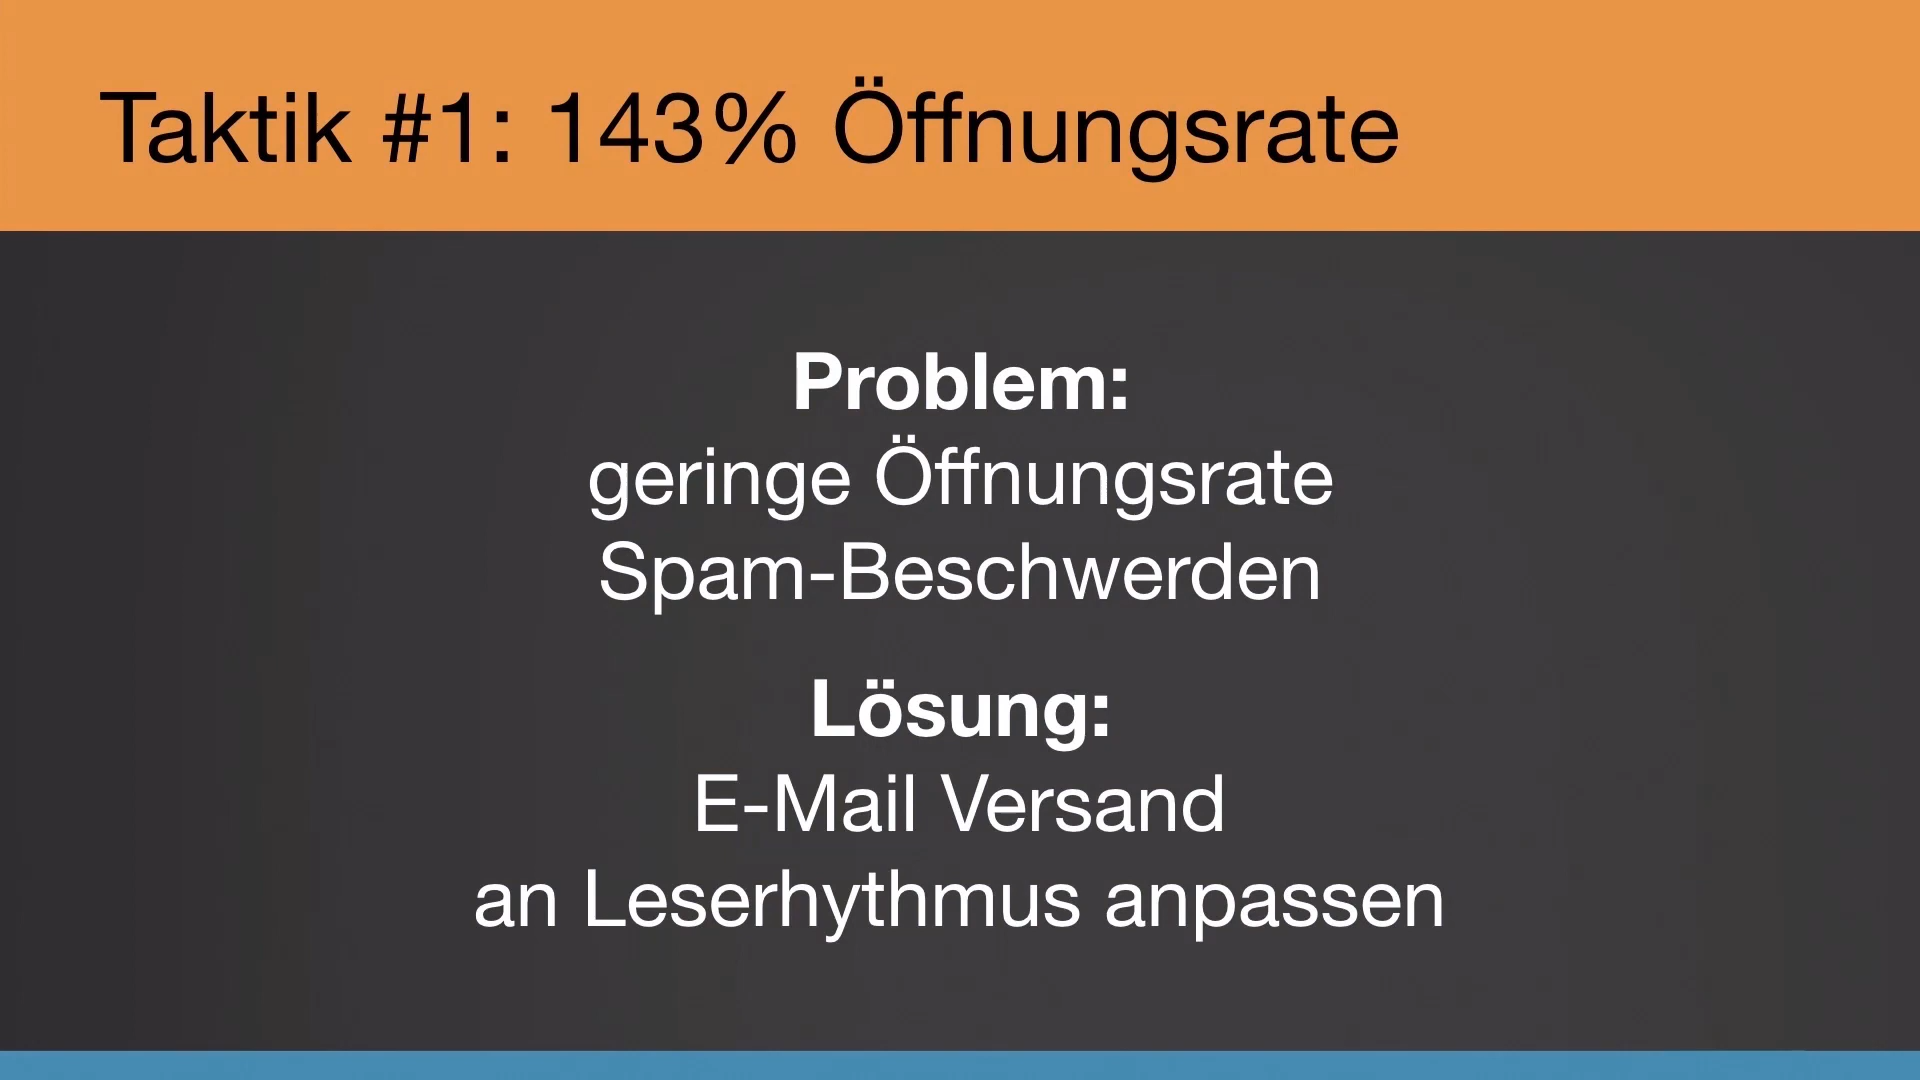 Taktik #1: 143% Öffnungsrate
Problem:
geringe Öffnungsrate
Spam-Beschwerden
Lösung:
E-Mail Versand
an Leserhythmus anpassen